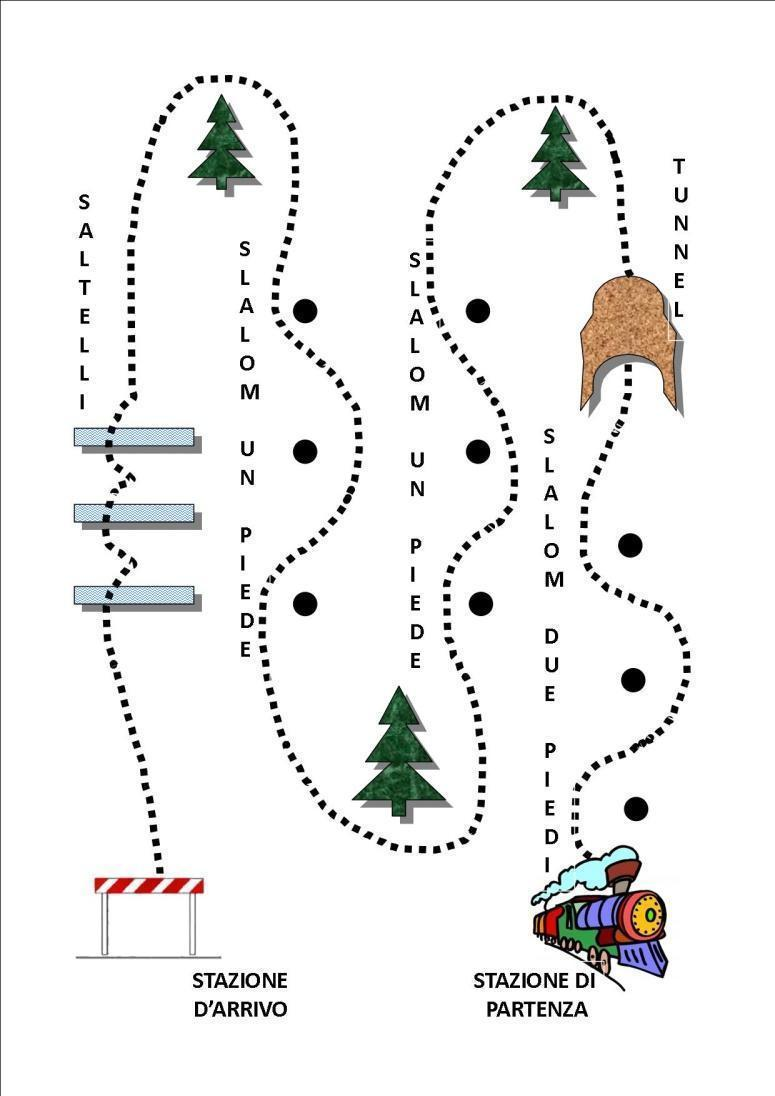 SALTELLI
SLALOM UN PIEDE
SLALOM UN PIEDE
SLALOM DUE PIEDI
TUNNEL
STAZIONE
D’ARRIVO
STAZIONE DI
PARTENZA